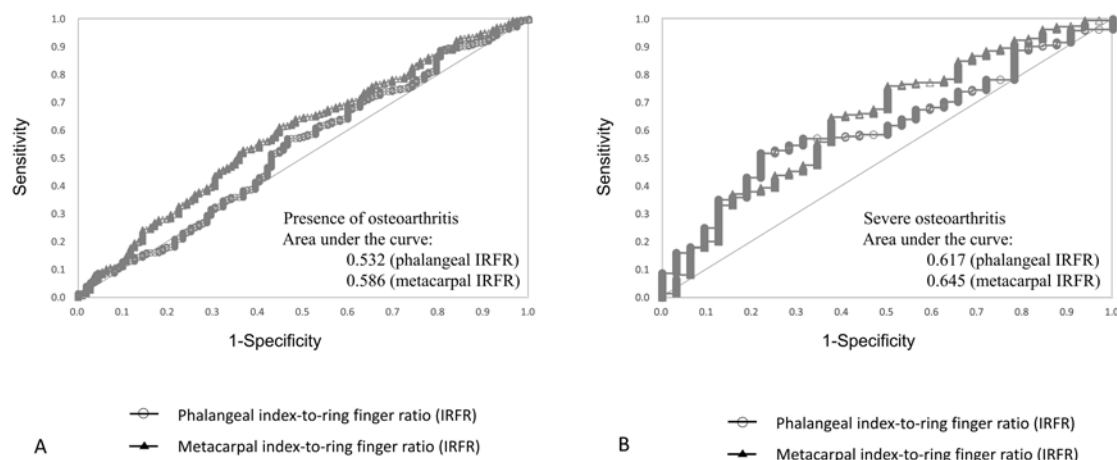 1.0
0.9
0.8
0.7
0.6
0.5
0.4
0.3
0.2
0.1
0.0
Sensitivity
0.0 0.1 0.2 0.3 0.4 0.5 0.6 0.7 0.8 0.9 1.0
1-Specificity
Presence of osteoarthritis
Area under the curve:
0.532 (phalangeal IRFR)
0.586 (metacarpal IRFR)
Phalangeal index-to-ring finger ratio (IRFR)
Metacarpal index-to-ring finger ratio (IRFR)
A
1.0
0.9
0.8
0.7
0.6
0.5
0.4
0.3
0.2
0.1
0.0
Sensitivity
0.0 0.1 0.2 0.3 0.4 0.5 0.6 0.7 0.8 0.9 1.0
1-Specificity
Severe osteoarthritis
Area under the curve:
0.617 (phalangeal IRFR)
0.645 (metacarpal IRFR)
Phalangeal index-to-ring finger ratio (IRFR)
Metacarpal index-to-ring finger ratio (IRFR)
B